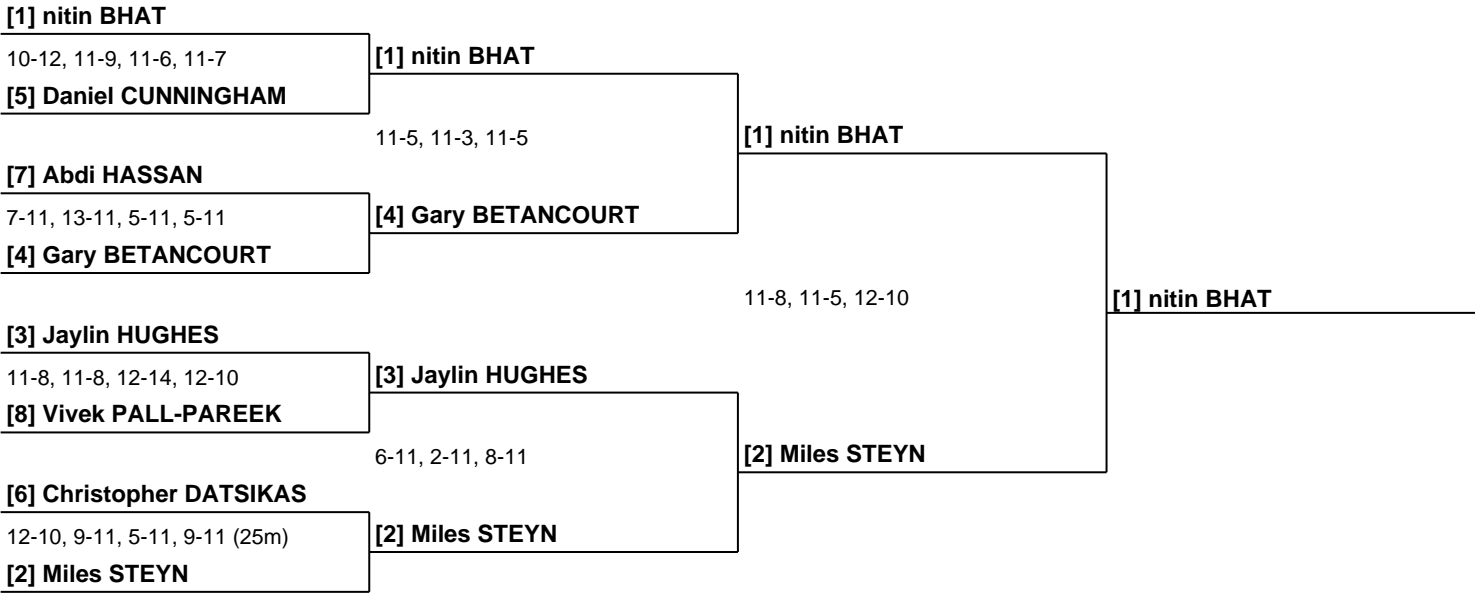 [1] nitin BHAT
10-12, 11-9, 11-6, 11-7
[5] Daniel CUNNINGHAM
[1] nitin BHAT
11-5, 11-3, 11-5
[7] Abdi HASSAN
7-11, 13-11, 5-11, 5-11
[4] Gary BETANCOURT
[4] Gary BETANCOURT
[1] nitin BHAT
11-8, 11-5, 12-10
[1] nitin BHAT
[3] Jaylin HUGHES
11-8, 11-8, 12-14, 12-10
[8] Vivek PALL-PAREEK
[3] Jaylin HUGHES
6-11, 2-11, 8-11
[2] Miles STEYN
[6] Christopher DATSIKAS
12-10, 9-11, 5-11, 9-11 (25m)
[2] Miles STEYN
[2] Miles STEYN